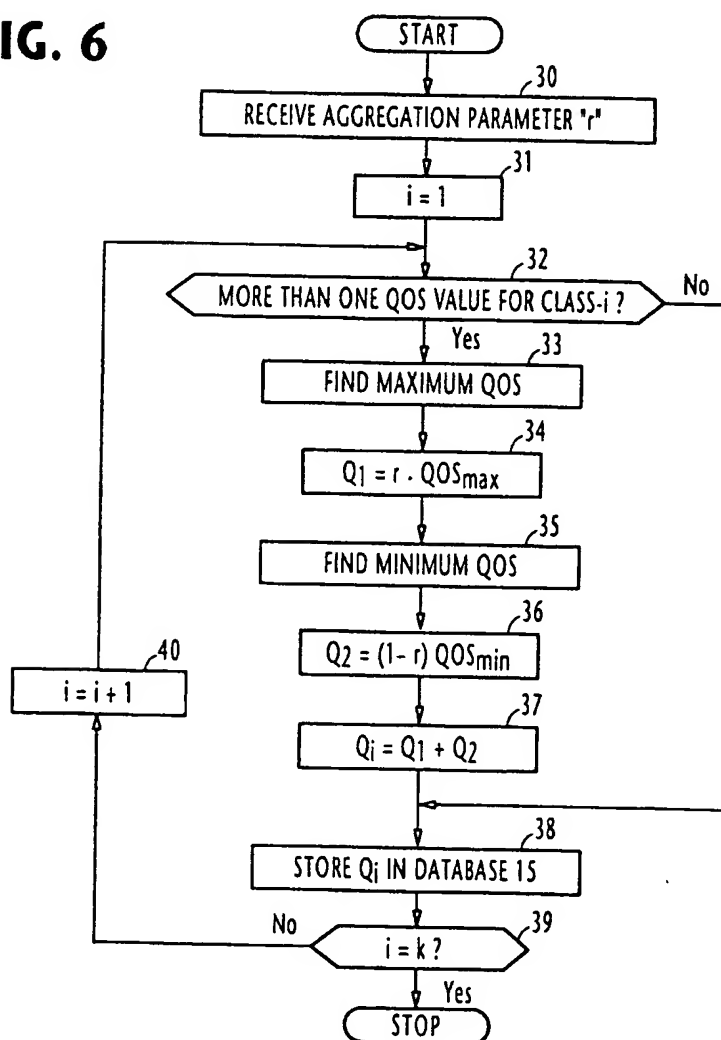 IG. 6
START
30
RECEIVE AGGREGATION PARAMETER "r"
31
i = 1
32
MORE THAN ONE QOS VALUE FOR CLASS-i ?
No
Yes
33
FIND MAXIMUM QOS
34
Q1 = r . QOSmax
35
FIND MINIMUM QOS
36
Q2 = (1- r) QOSmin
40
i = i + 1
37
Qi = Q1 + Q2
38
STORE Qi IN DATABASE 15
No
39
i = k ?
Yes
STOP